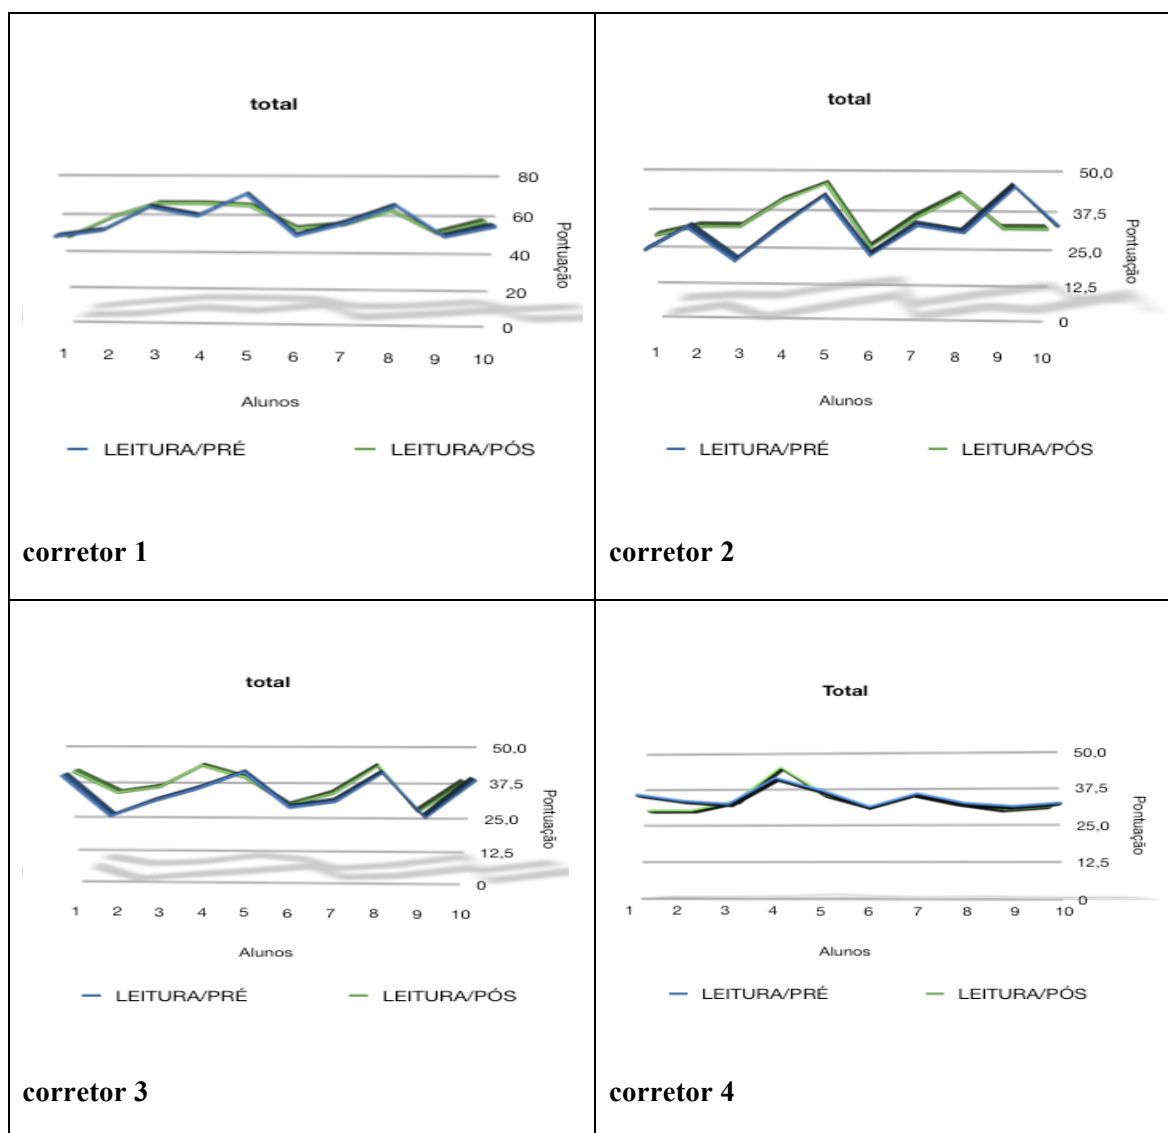 total
80
60
40
20
0
Pontuação
1 2 3 4 5 6 7 8 9 10
Alunos
LEITURA/PRÉ LEITURA/PÓS
corretor 1
total
50,0
37,5
25,0
12,5
0
Pontuação
1 2 3 4 5 6 7 8 9 10
Alunos
LEITURA/PRÉ LEITURA/PÓS
corretor 2
total
50,0
37,5
25,0
12,5
0
Pontuação
1 2 3 4 5 6 7 8 9 10
Alunos
LEITURA/PRÉ LEITURA/PÓS
corretor 3
Total
50,0
37,5
25,0
12,5
0
Pontuação
1 2 3 4 5 6 7 8 9 10
Alunos
LEITURA/PRÉ LEITURA/PÓS
corretor 4